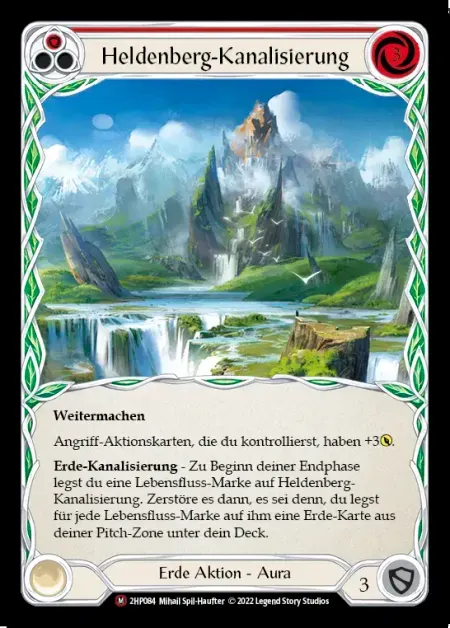 Heldenberg-Kanalisierung
3
Weitermachen
Angriff-Aktionskarten, die du kontrollierst, haben +3.
Erde-Kanalisierung - Zu Beginn deiner Endphase
legst du eine Lebensfluss-Marke auf Heldenberg-
Kanalisierung. Zerstöre es dann, es sei denn, du legst
für jede Lebensfluss-Marke auf ihm eine Erde-Karte aus
deiner Pitch-Zone unter dein Deck.
Erde Aktion - Aura
3
M 2HP084 Mihail Spil-Haufter © 2022 Legend Story Studios